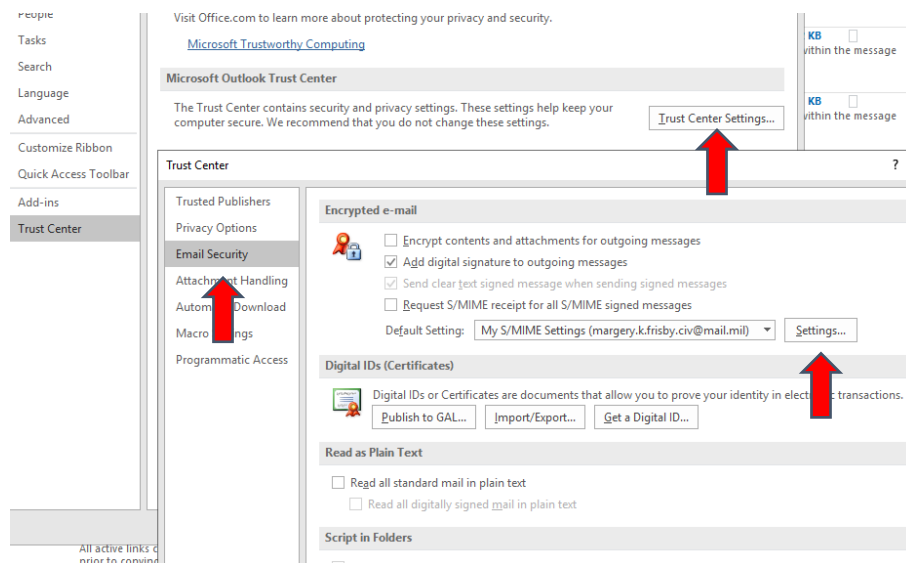 People
Tasks
Search
Language
Advanced
Customize Ribbon
Quick Access Toolbar
Add-ins
Trust Center
Visit Office.com to learn more about protecting your privacy and security.
Microsoft Trustworthy Computing
Microsoft Outlook Trust Center
The Trust Center contains security and privacy settings. These settings help keep your
computer secure. We recommend that you do not change these settings.
Trust Center Settings...
KB
within the message
KB
within the message
Trust Center
?
Trusted Publishers
Privacy Options
Email Security
Attachment Handling
Download
Macro
Programmatic Access
Encrypted e-mail
Encrypt contents and attachments for outgoing messages
Add digital signature to outgoing messages
Send clear text signed message when sending signed messages
Request S/MIME receipt for all S/MIME signed messages
Default Setting: My S/MIME Settings (margery.k.frisby.civ@mail.mil)
Settings...
Digital IDs (Certificates)
Digital IDs or Certificates are documents that allow you to prove your identity in electronic transactions.
Publish to GAL...
Import/Export...
Get a Digital ID...
Read as Plain Text
Read all standard mail in plain text
Read all digitally signed mail in plain text
Script in Folders
All active links
prior to copying